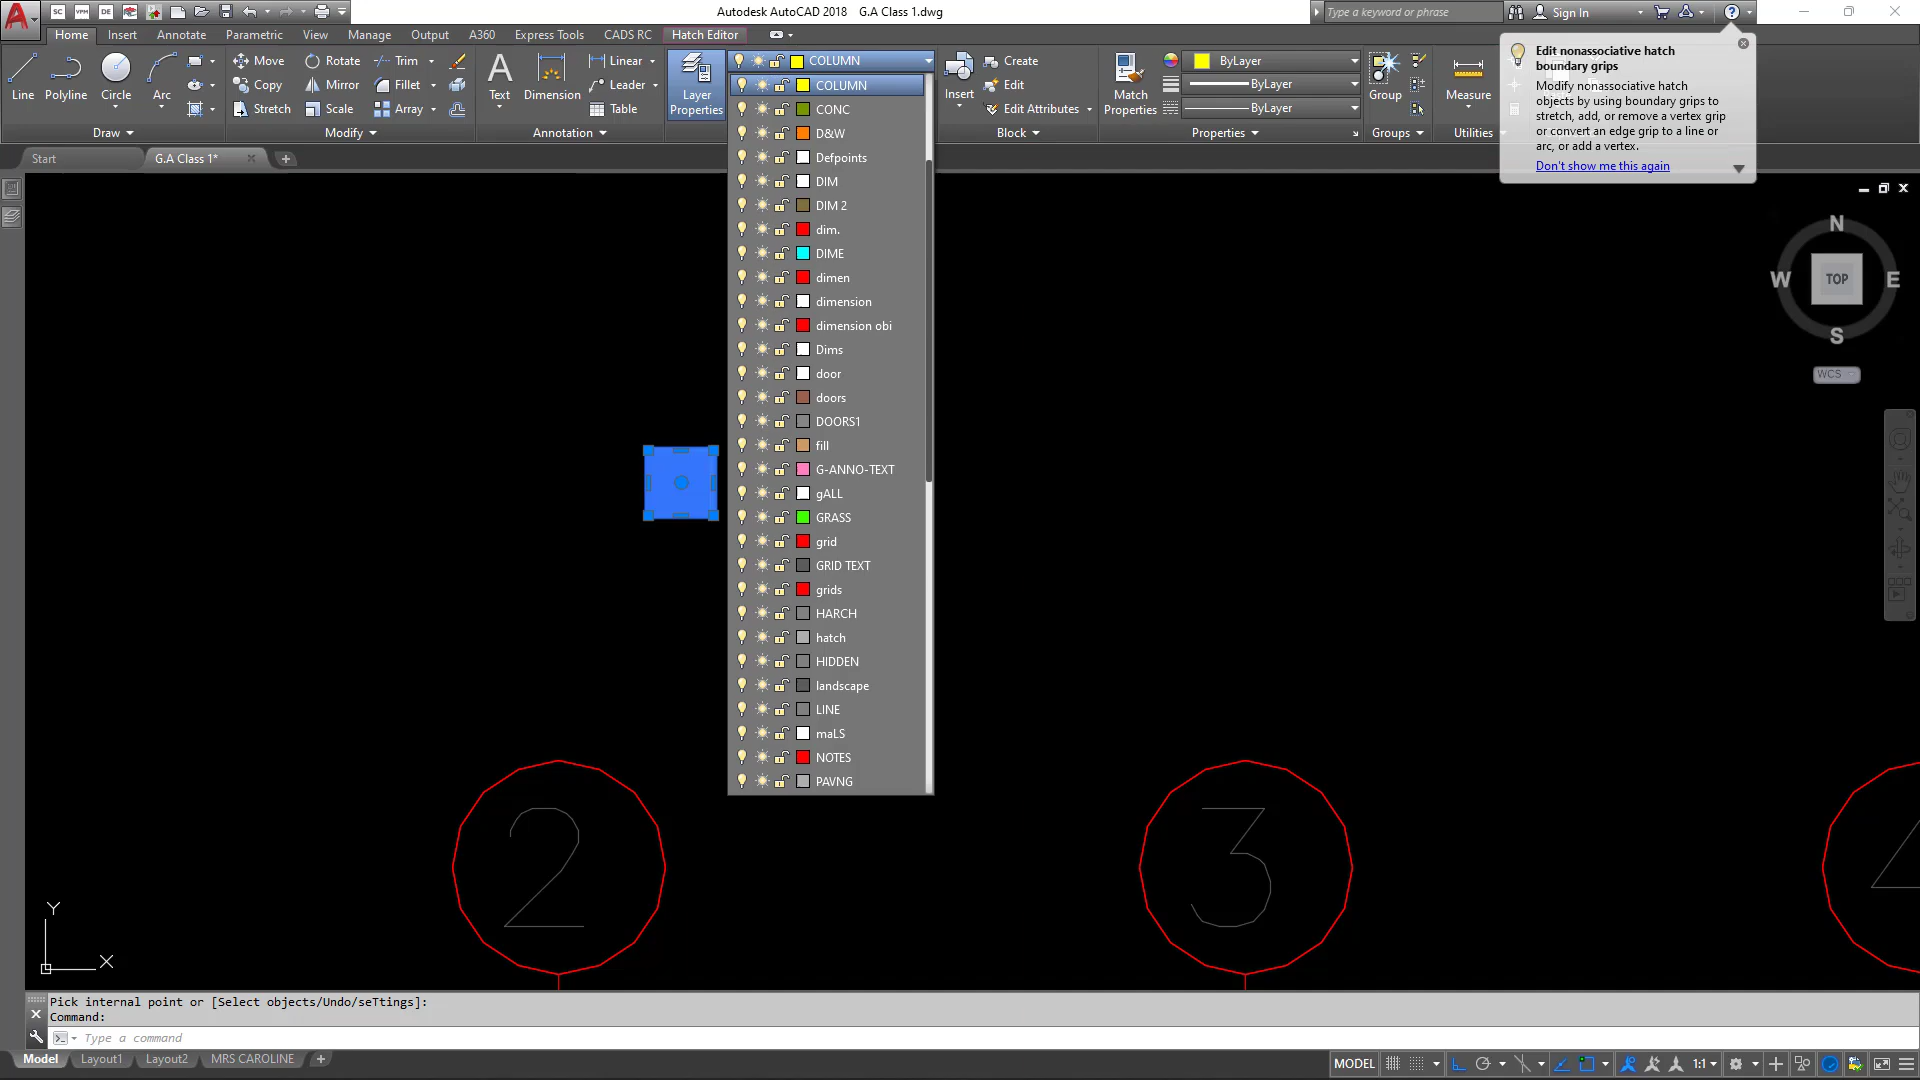 SC VPM DE Autodesk AutoCAD 2018 G.A Class 1.dwg Type a keyword or phrase Sign In
Home Insert Annotate Parametric View Manage Output A360 Express Tools CADS RC Hatch Editor
Line Polyline Circle Arc
Move Rotate Trim
Copy Mirror Fillet
Stretch Scale Array
Text Dimension
Linear
Leader
Table
Layer
Properties
COLUMN
Insert
Create
Edit
Edit Attributes
Match
Properties
ByLayer
ByLayer
ByLayer
Group
Measure
Draw Modify Annotation Block Properties Groups Utilities
Edit nonassociative hatch
boundary grips
Modify nonassociative hatch
objects by using boundary grips to
stretch, add, or remove a vertex grip
or convert an edge grip to a line or
arc, or add a vertex.
Don't show me this again
Start G.A Class 1*
COLUMN
CONC
D&W
Defpoints
DIM
DIM 2
dim.
DIME
dimen
dimension
dimension obi
Dims
door
doors
DOORS1
fill
G-ANNO-TEXT
gALL
GRASS
grid
GRID TEXT
grids
HARCH
hatch
HIDDEN
landscape
LINE
maLS
NOTES
PAVNG
N
W TOP E
S
WCS
2 3 4
Y
X
Pick internal point or [Select objects/Undo/seTtings]:
Command:
Type a command
Model Layout1 Layout2 MRS CAROLINE
MODEL 1:1